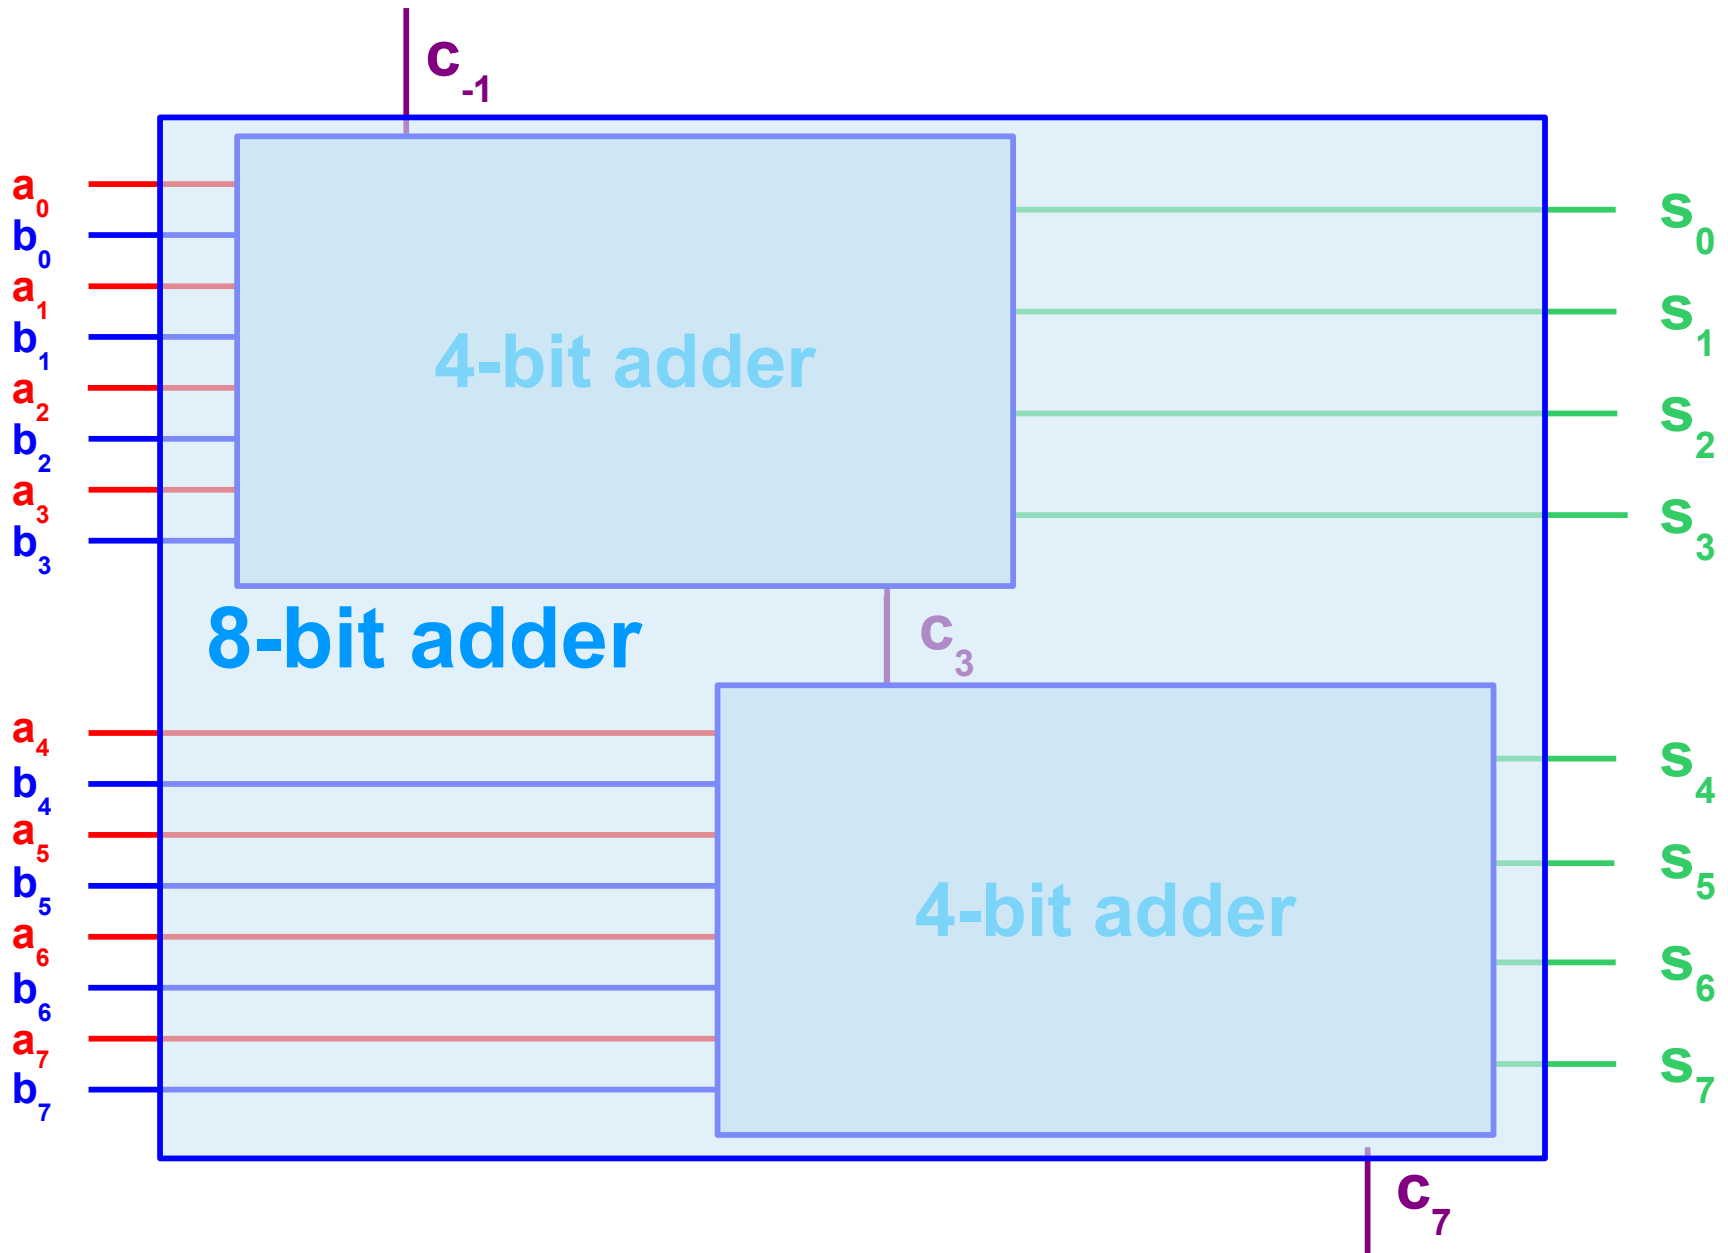 c-1
a0
s0
b0
a1
s1
b1
4-bit adder
a2
s2
b2
a3
s3
b3
8-bit adder
c3
a4
s4
b4
a5
s5
b5
4-bit adder
a6
s6
b6
a7
s7
b7
c7